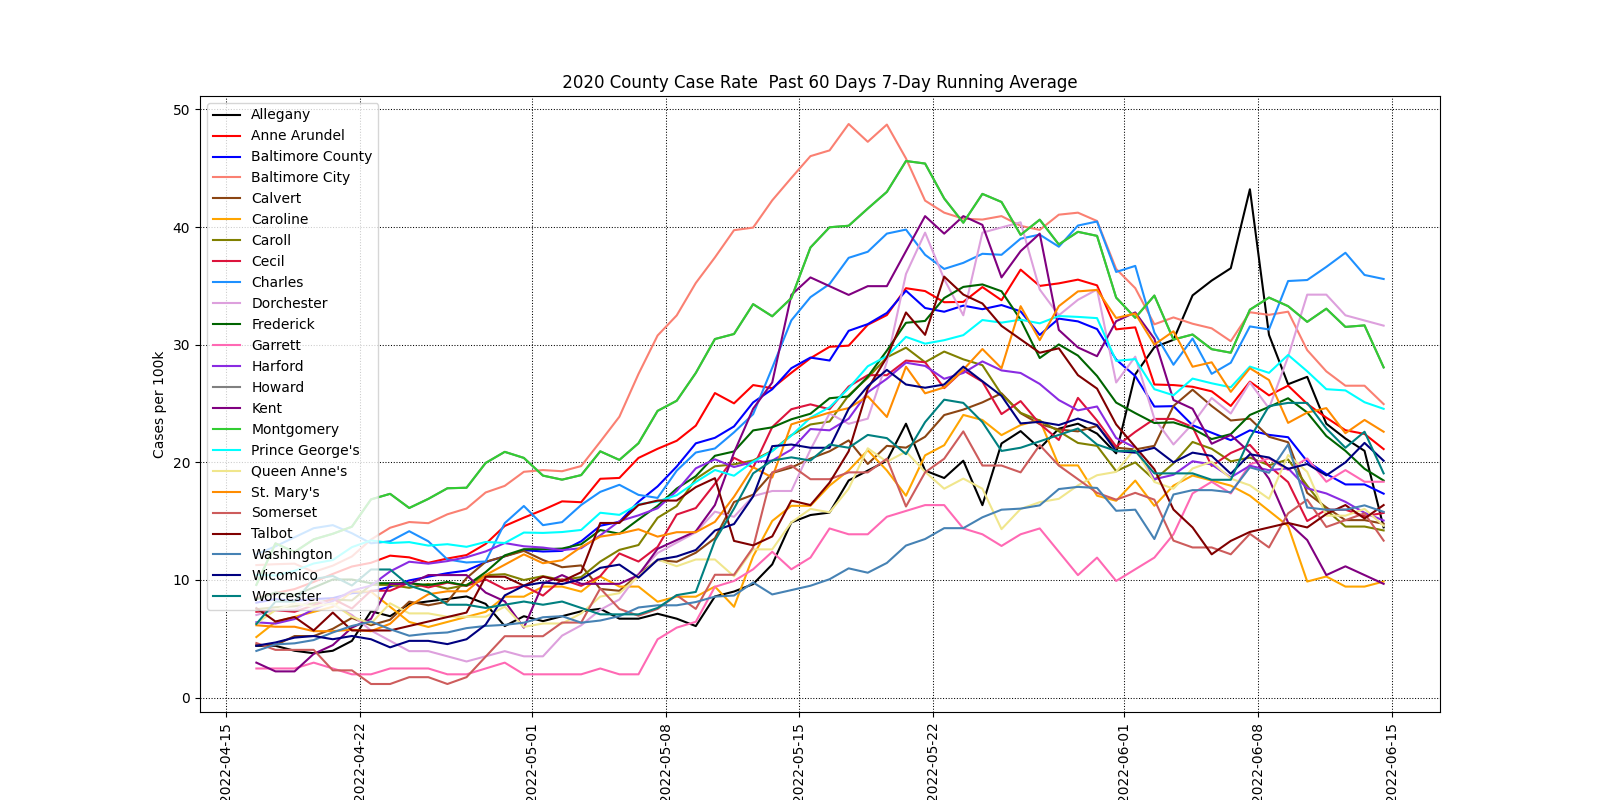 2020 County Case Rate  Past 60 Days 7-Day Running Average
Cases per 100k
50
40
30
20
10
0
Allegany
Anne Arundel
Baltimore County
Baltimore City
Calvert
Caroline
Caroll
Cecil
Charles
Dorchester
Frederick
Garrett
Harford
Howard
Kent
Montgomery
Prince George's
Queen Anne's
St. Mary's
Somerset
Talbot
Washington
Wicomico
Worcester
2022-04-15
2022-04-22
2022-05-01
2022-05-08
2022-05-15
2022-05-22
2022-06-01
2022-06-08
2022-06-15